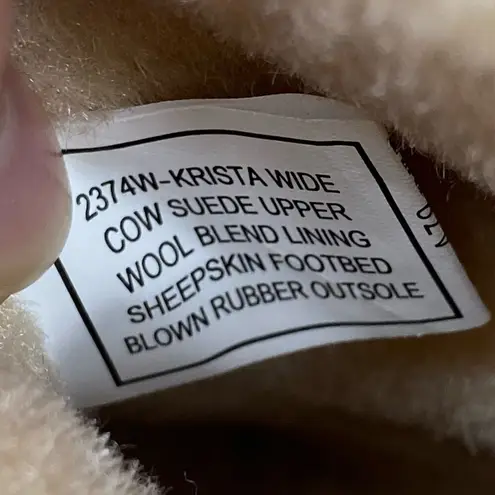 2374W-KRISTA WIDE
COW SUEDE UPPER
WOOL BLEND LINING
SHEEPSKIN FOOTBED
BLOWN RUBBER OUTSOLE